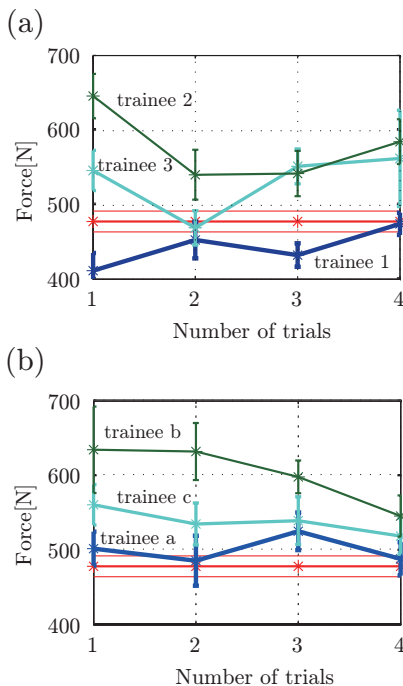 (a)
700
600
500
400
Force[N]
trainee 2
trainee 3
trainee 1
1 2 3 4
Number of trials
(b)
700
600
500
400
Force[N]
trainee b
trainee c
trainee a
1 2 3 4
Number of trials